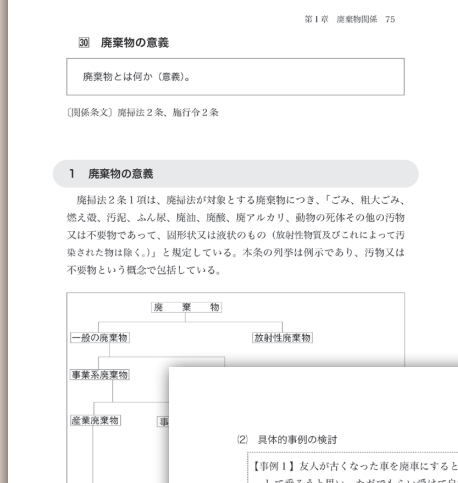 第1章 廃棄物関係 75
㉚ 廃棄物の意義
廃棄物とは何か(意義)。
〔関係条文〕廃掃法2条、施行令2条
1 廃棄物の意義
廃掃法2条1項は、廃掃法が対象とする廃棄物につき、「ごみ、粗大ごみ、
燃え殻、汚泥、ふん尿、廃油、廃酸、廃アルカリ、動物の死体その他の汚物
又は不要物であって、固形状又は液状のもの(放射性物質及びこれによって汚
染された物は除く。)」と規定している。本条の列挙は例示であり、汚物又は
不要物という概念で包括している。
廃棄物
一般の廃棄物 放射性廃棄物
事業系廃棄物
産業廃棄物 事
(2) 具体的事例の検討
【事例1】友人が古くなった車を廃車にすると